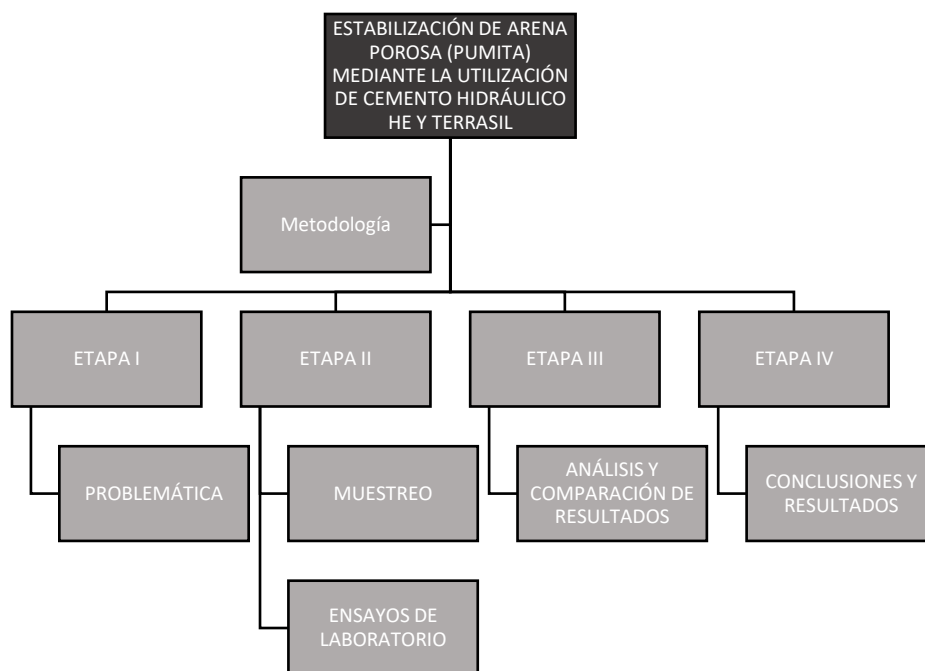 ESTABILIZACIÓN DE ARENA
POROSA (PUMITA)
MEDIANTE LA UTILIZACIÓN
DE CEMENTO HIDRÁULICO
HE Y TERRASIL
Metodología
ETAPA I
ETAPA II
ETAPA III
ETAPA IV
PROBLEMÁTICA
MUESTREO
ANÁLISIS Y
COMPARACIÓN DE
RESULTADOS
CONCLUSIONES Y
RESULTADOS
ENSAYOS DE
LABORATORIO